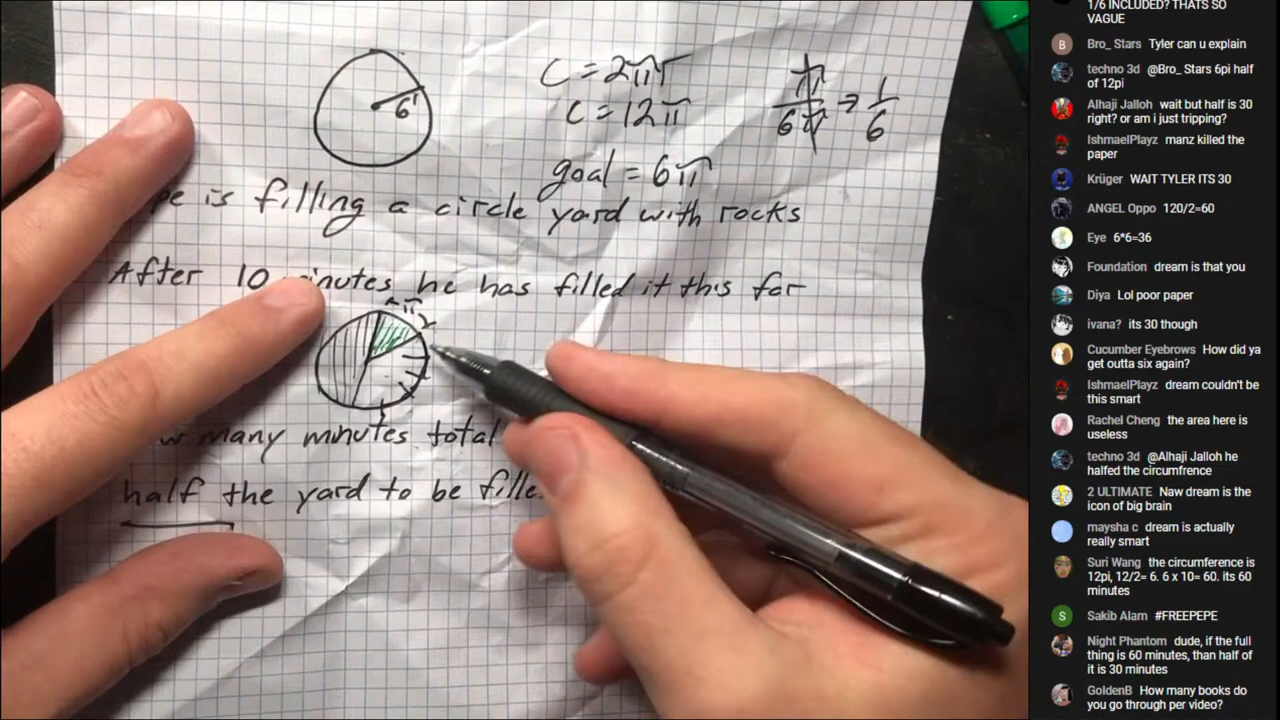 6'
C = 2πr
C = 12π
goal = 6π
π
6π
→
1
6
is filling a circle yard with rocks
After 10 minutes he has filled it this far
π
many minutes total
half the yard to be fille
1/6 INCLUDED? THATS SO
VAGUE
B
Bro_ Stars Tyler can u explain
techno 3d @Bro_ Stars 6pi half
of 12pi
Alhaji Jalloh wait but half is 30
right? or am i just tripping?
IshmaelPlayz manz killed the
paper
Krüger WAIT TYLER ITS 30
ANGEL Oppo 120/2=60
Eye 6*6=36
Foundation dream is that you
Diya Lol poor paper
ivana? its 30 though
Cucumber Eyebrows How did ya
get outta six again?
IshmaelPlayz dream couldn't be
this smart
Rachel Cheng the area here is
useless
techno 3d @Alhaji Jalloh he
halfed the circumfrence
2 ULTIMATE Naw dream is the
icon of big brain
maysha c dream is actually
really smart
Suri Wang the circumference is
12pi, 12/2= 6. 6 x 10= 60. its 60
minutes
S
Sakib Alam #FREEPEPE
Night Phantom dude, if the full
thing is 60 minutes, than half of
it is 30 minutes
GoldenB How many books do
you go through per video?